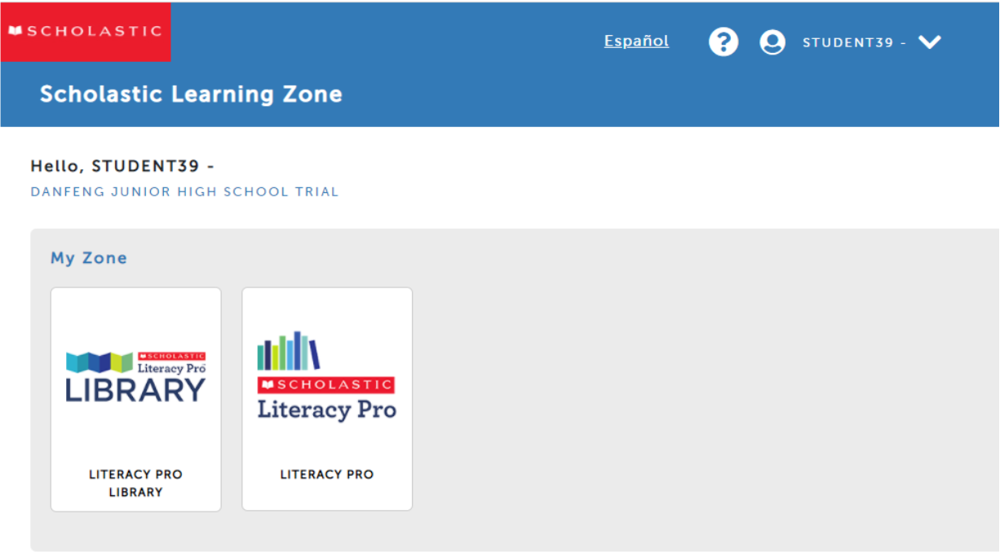 SCHOLASTIC
Español
?
STUDENT39 -
Scholastic Learning Zone
Hello, STUDENT39 -
DANFENG JUNIOR HIGH SCHOOL TRIAL
My Zone
SCHOLASTIC
Literacy Pro
LIBRARY
LITERACY PRO
LIBRARY
SCHOLASTIC
Literacy Pro
LITERACY PRO